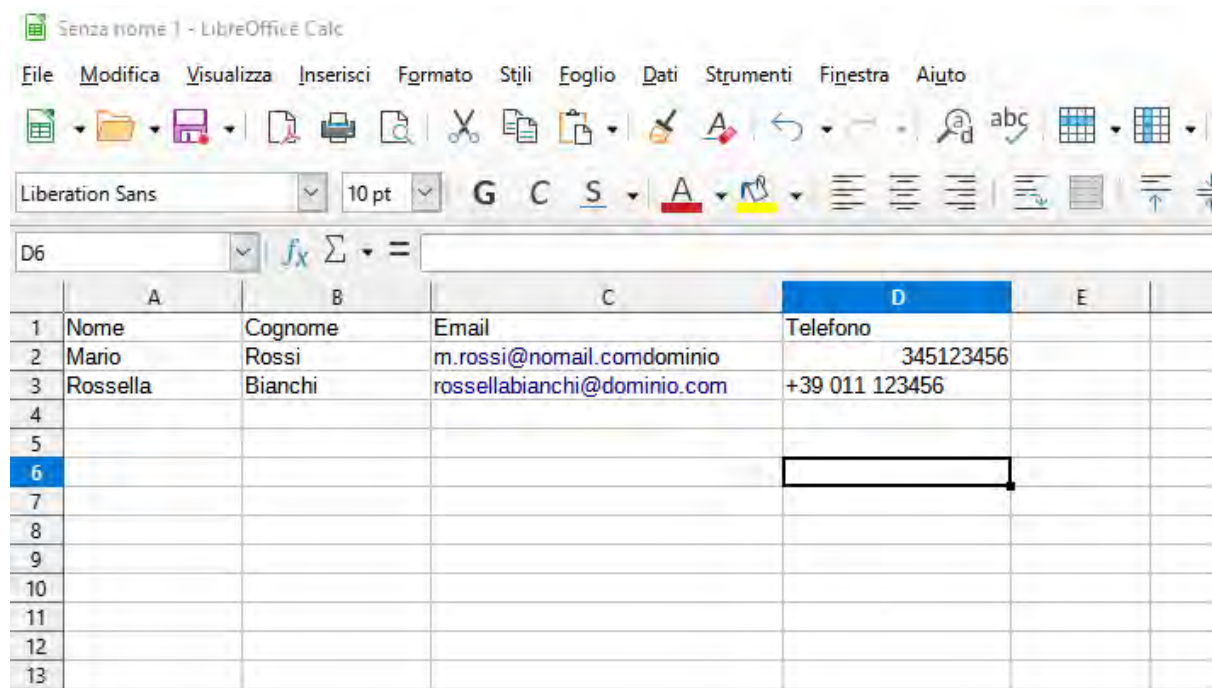 Senza nome 1 - LibreOffice Calc
File Modifica Visualizza Inserisci Formato Stili Foglio Dati Strumenti Finestra Aiuto
abc
Liberation Sans 10 pt G C S A
D6 fx Σ =
A B C D E
1 Nome Cognome Email Telefono
2 Mario Rossi m.rossi@nomail.comdominio 345123456
3 Rossella Bianchi rossellabianchi@dominio.com +39 011 123456
4
5
6
7
8
9
10
11
12
13